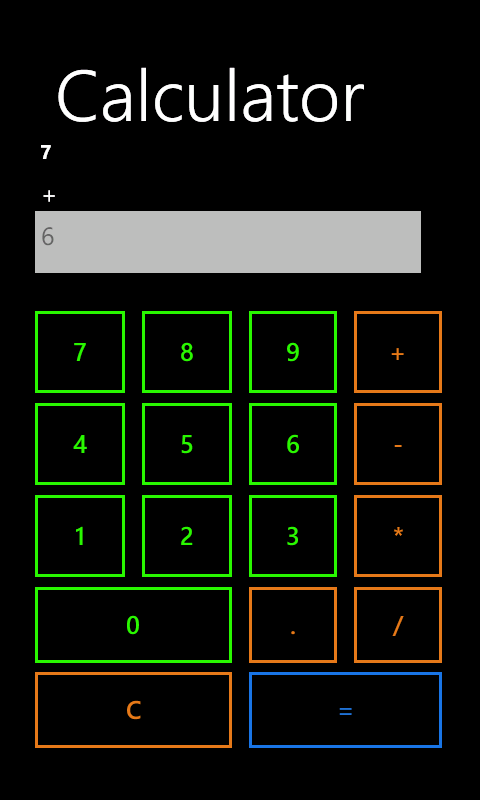 Calculator
7
+
6
7 8 9 +
4 5 6 -
1 2 3 *
0 . /
C =